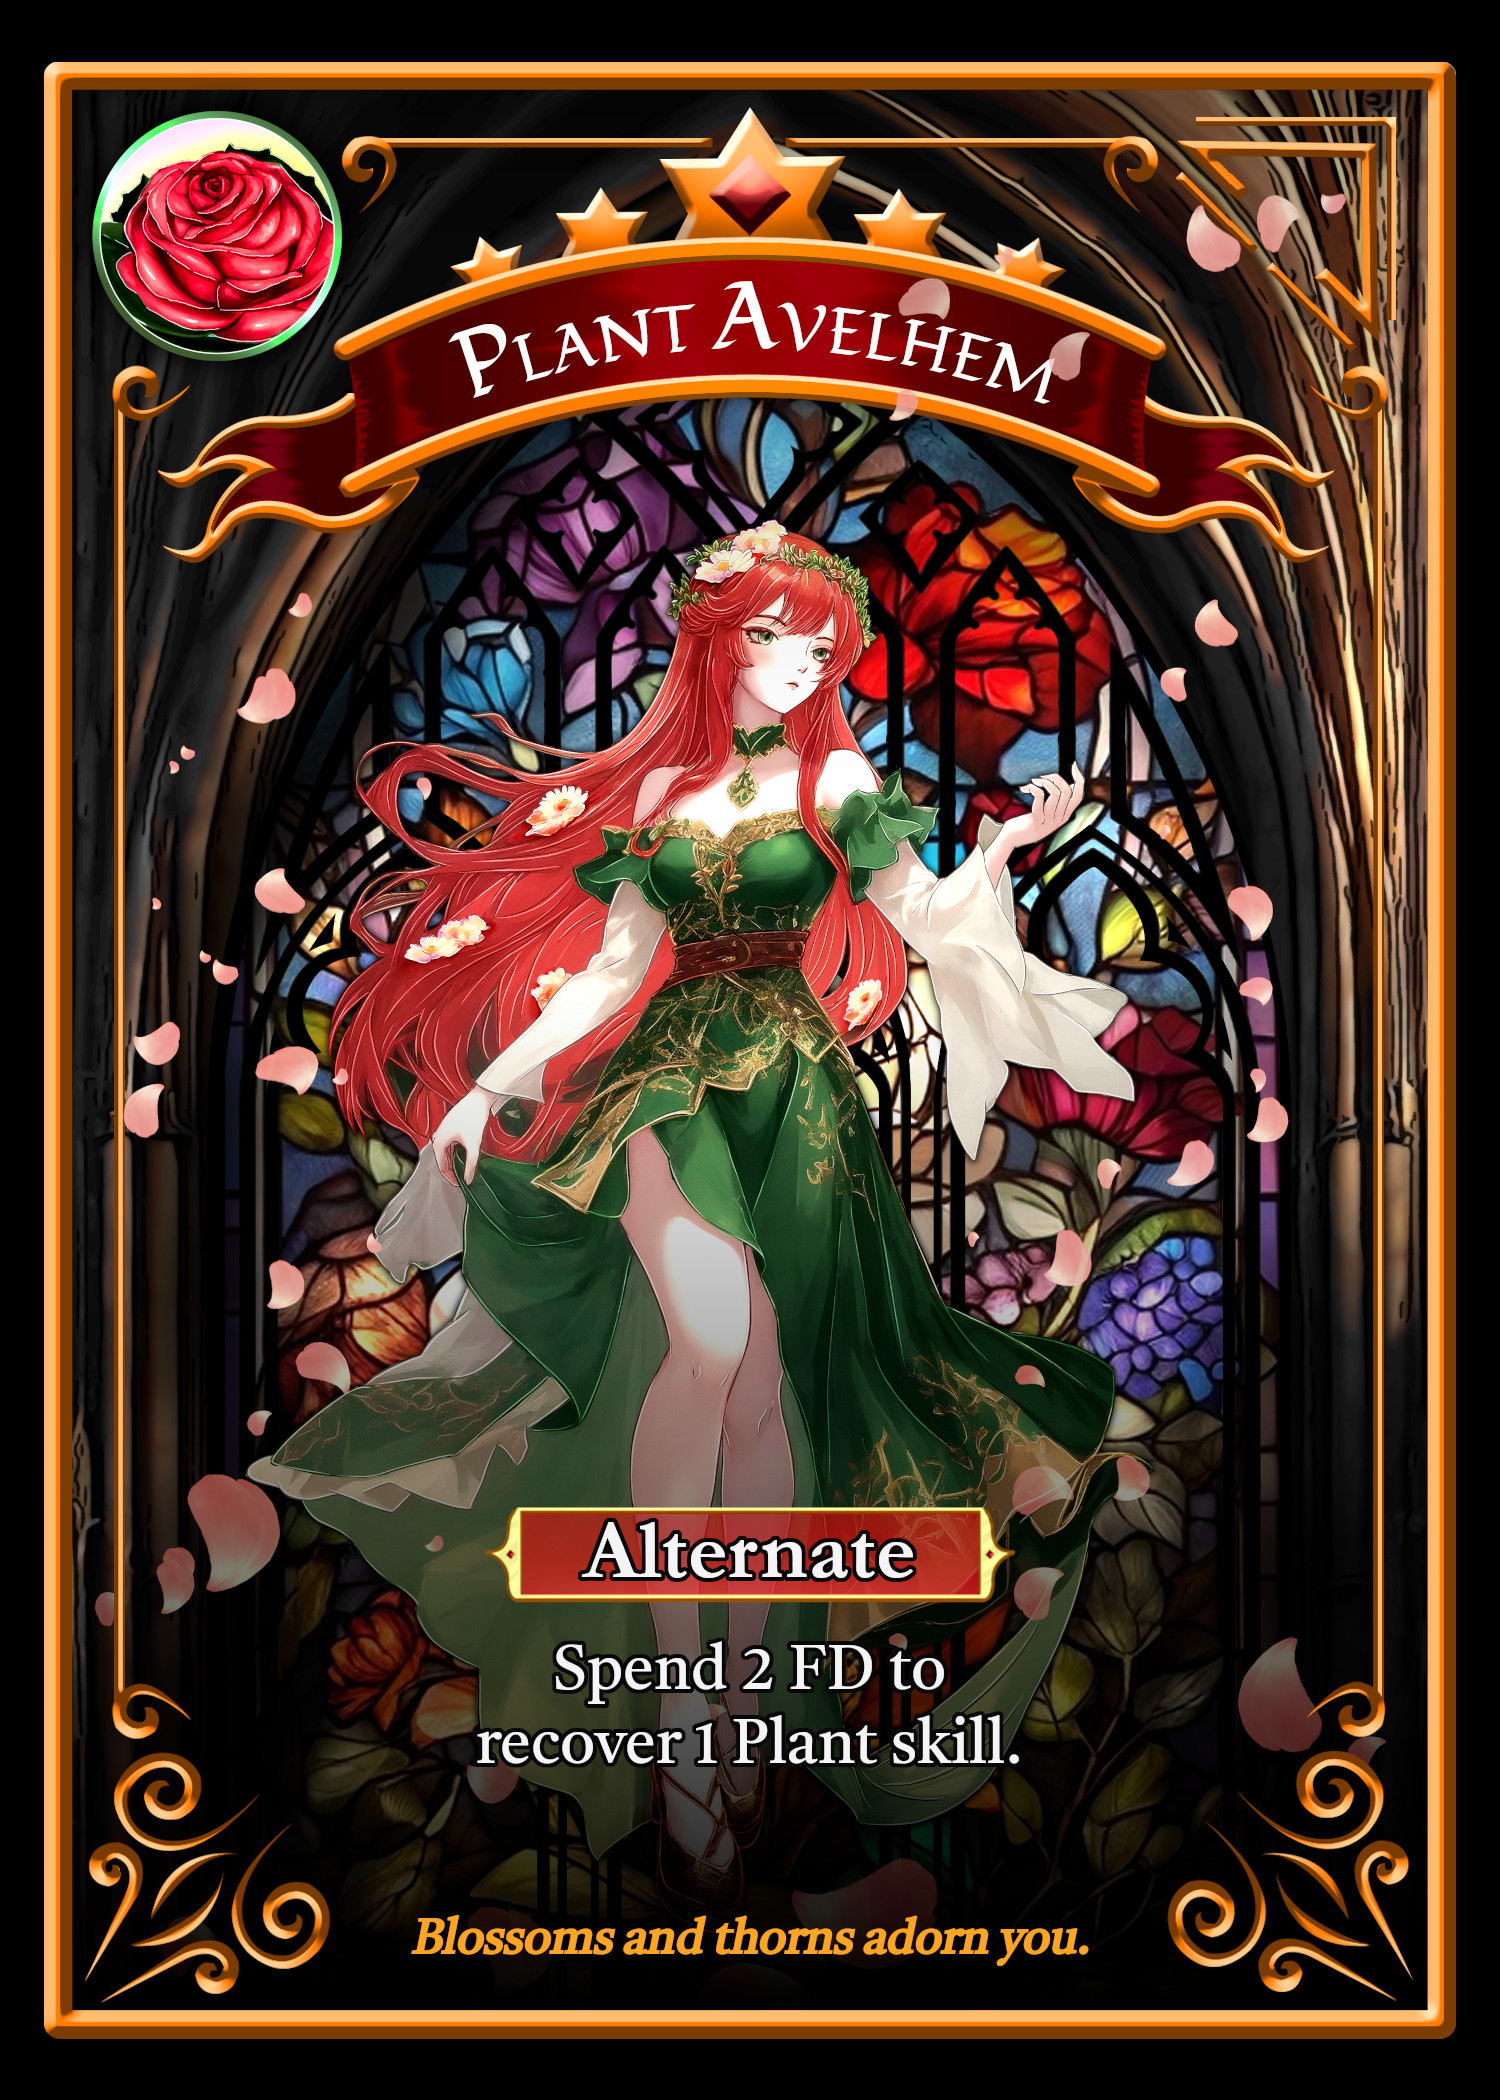 Plant Avelhem
Alternate
Spend 2 FD to
recover 1 Plant skill.
Blossoms and thorns adorn you.